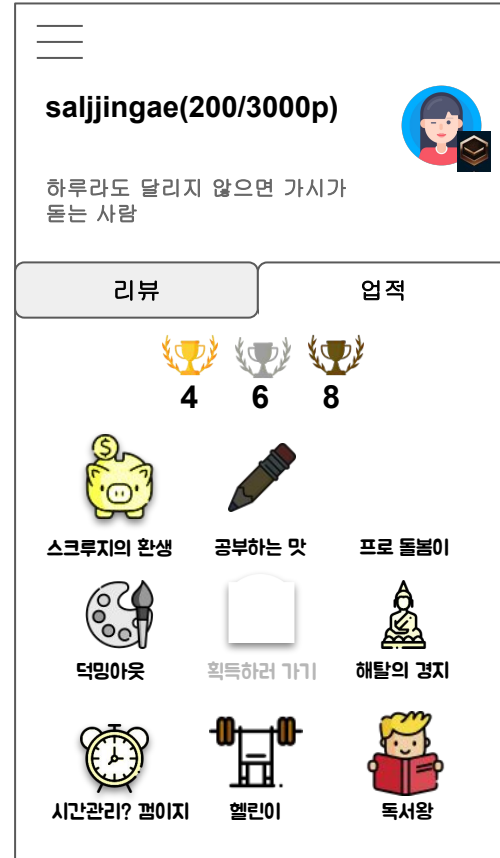 saljjingae(200/3000p)
하루라도 달리지 않으면 가시가
돋는 사람
리뷰 업적
4 6 8
스크루지의 환생 공부하는 맛 프로 돌봄이
덕밍아웃 획득하러 가기 해탈의 경지
시간관리? 껌이지 헬린이 독서왕